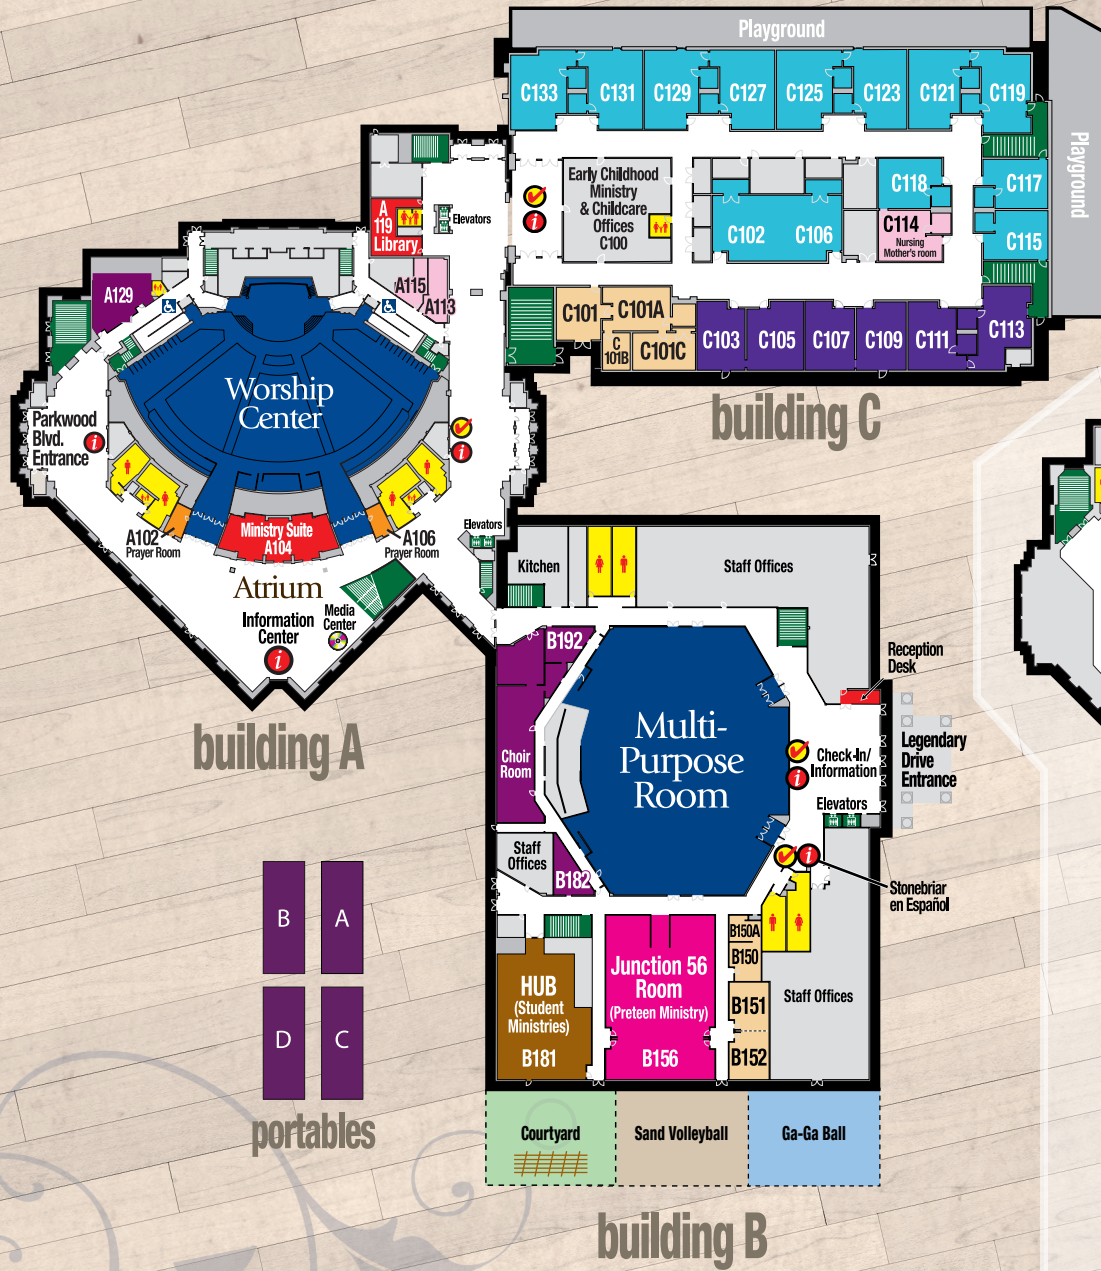 Playground
C133
C131
C129
C127
C125
C123
C121
C119
Playground
Early Childhood
Ministry
& Childcare
Offices
C100
C118
C117
C114
Nursing
Mother's room
C102
C106
C115
A
119
Library
Elevators
i
A115
A113
A129
C101
C101A
C
101B
C101C
C103
C105
C107
C109
C111
C113
building C
Worship
Center
Parkwood
Blvd.
Entrance
i
i
A102
Prayer Room
Ministry Suite
A104
A106
Prayer Room
Elevators
Atrium
Information
Center
i
Media
Center
building A
Kitchen
Staff Offices
B192
Reception
Desk
Choir
Room
Multi-
Purpose
Room
Check-In/
Information
i
Legendary
Drive
Entrance
Elevators
Staff
Offices
B182
i
Stonebriar
en Español
B
A
D
C
portables
HUB
(Student
Ministries)
B181
Junction 56
Room
(Preteen Ministry)
B156
B150A
B150
B151
B152
Staff Offices
Courtyard
Sand Volleyball
Ga-Ga Ball
building B